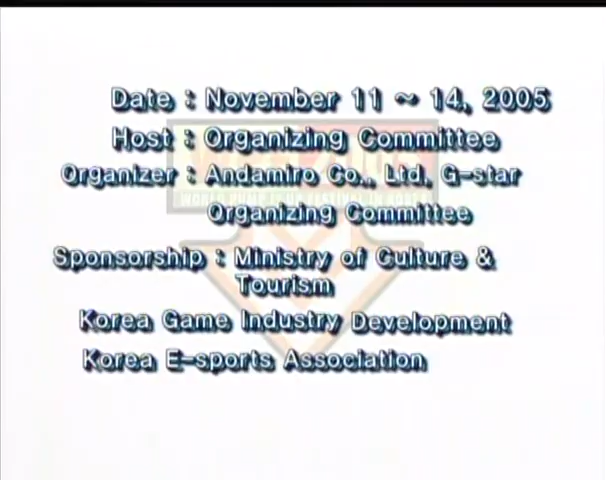 Date : November 11 ~ 14, 2005
Host : Organizing Committee
Organizer : Andamiro Co., Ltd, G-star
Organizing Committee
Sponsorship : Ministry of Culture &
Tourism
Korea Game Industry Development
Korea E-sports Association